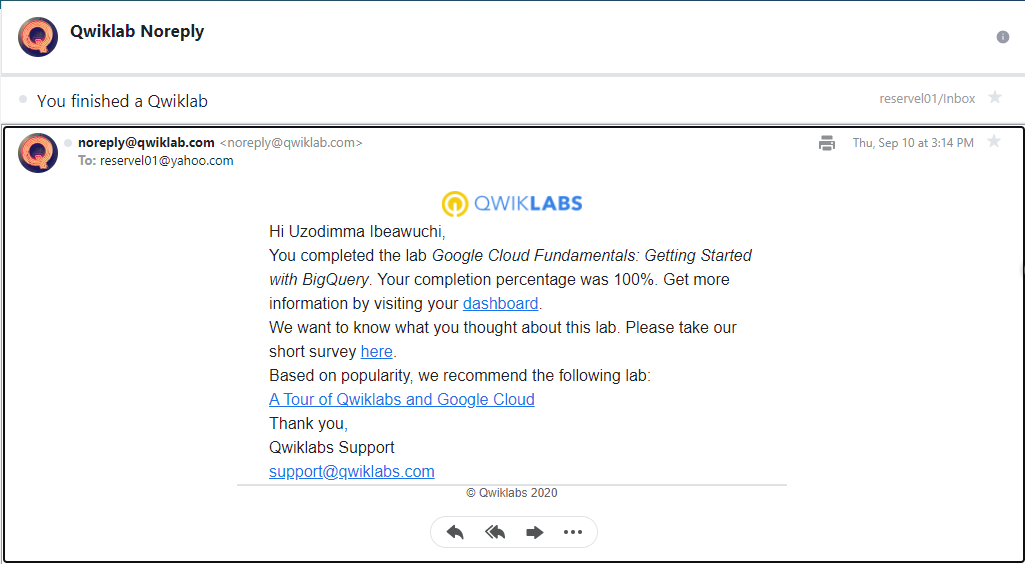 Qwiklab Noreply
You finished a Qwiklab
reservel01/Inbox
noreply@qwiklab.com <noreply@qwiklab.com>
Thu, Sep 10 at 3:14 PM
To: reservel01@yahoo.com
QWIKLABS
Hi Uzodimma Ibeawuchi,
You completed the lab Google Cloud Fundamentals: Getting Started
with BigQuery. Your completion percentage was 100%. Get more
information by visiting your dashboard.
We want to know what you thought about this lab. Please take our
short survey here.
Based on popularity, we recommend the following lab:
A Tour of Qwiklabs and Google Cloud
Thank you,
Qwiklabs Support
support@qwiklabs.com
© Qwiklabs 2020